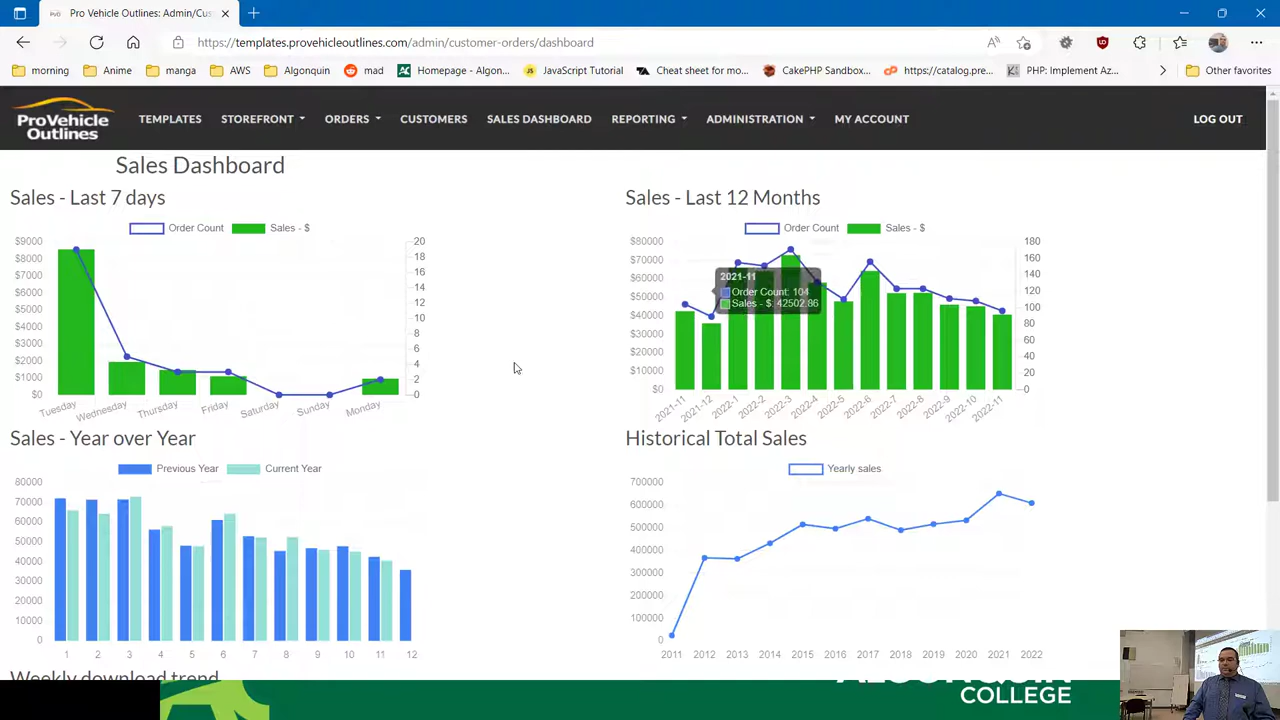 Pro Vehicle Outlines: Admin/Cus
https://templates.provehicleoutlines.com/admin/customer-orders/dashboard
morning Anime manga AWS Algonquin mad Homepage - Algon... JavaScript Tutorial Cheat sheet for mo... CakePHP Sandbox... https://catalog.pre... PHP: Implement Az... Other favorites
ProVehicle
Outlines
TEMPLATES STOREFRONT ORDERS CUSTOMERS SALES DASHBOARD REPORTING ADMINISTRATION MY ACCOUNT LOG OUT
Sales Dashboard
Sales - Last 7 days
Order Count Sales - $
$9000 20
$8000 18
$7000 16
$6000 14
$5000 12
$4000 10
$3000 8
$2000 6
$1000 4
$0 2
0
Tuesday Wednesday Thursday Friday Saturday Sunday Monday
Sales - Last 12 Months
Order Count Sales - $
$80000 180
$70000 160
$60000 140
$50000 120
$40000 100
$30000 80
$20000 60
$10000 40
$0 20
0
2021-11
Order Count: 104
Sales - $: 42502.86
2021-11 2021-12 2022-1 2022-2 2022-3 2022-4 2022-5 2022-6 2022-7 2022-8 2022-9 2022-10 2022-11
Sales - Year over Year
Previous Year Current Year
80000
70000
60000
50000
40000
30000
20000
10000
0
1 2 3 4 5 6 7 8 9 10 11 12
Historical Total Sales
Yearly sales
700000
600000
500000
400000
300000
200000
100000
0
2011 2012 2013 2014 2015 2016 2017 2018 2019 2020 2021 2022
Weekly download trend
ALGONQUIN
COLLEGE